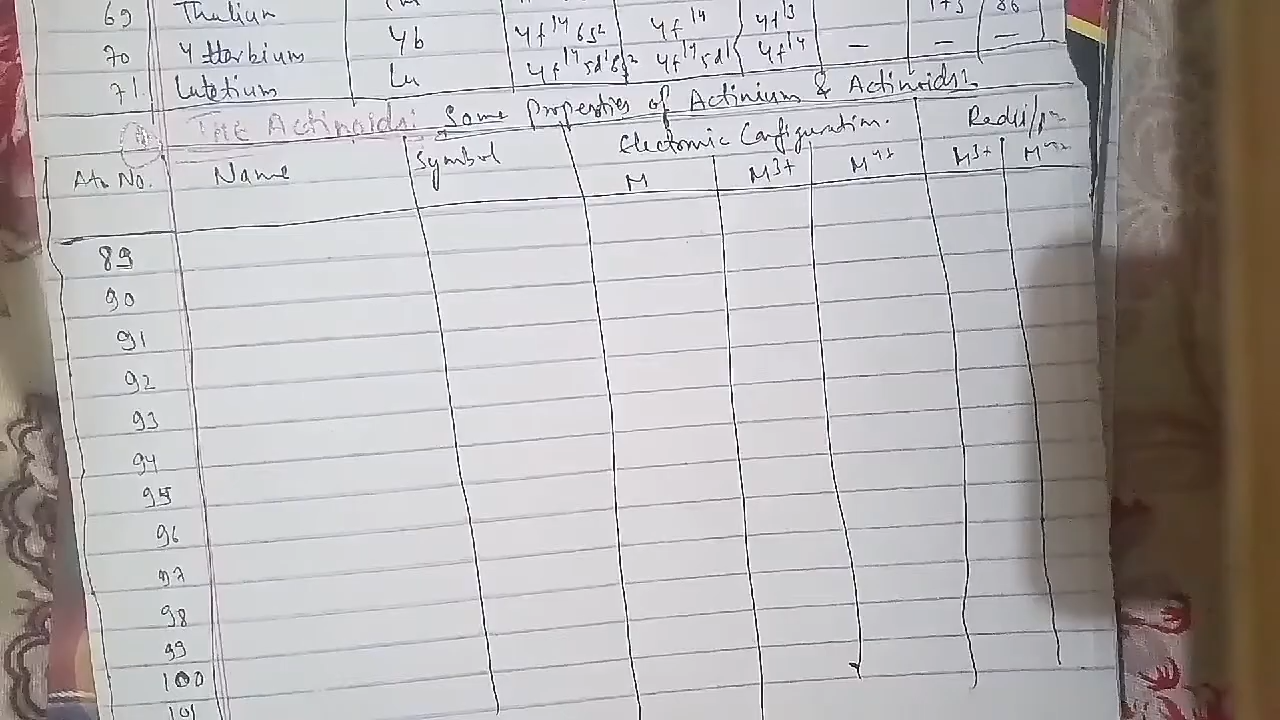 69 Thulium
70 Ytterbium Yb 4f¹⁴6s² 4f¹⁴ 4f¹³ — — —
71. Lutetium Lu 4f¹⁴5d¹6s² 4f¹⁴5d¹ 4f¹⁴
The Actinoids: Some Properties of Actinium & Actinoids:
At. No. Name Symbol Electornic Configuration. Radii/pm
M M3+ M4+ M3+ M4+
89
90
91
92
93
94
95
96
97
98
99
100
101